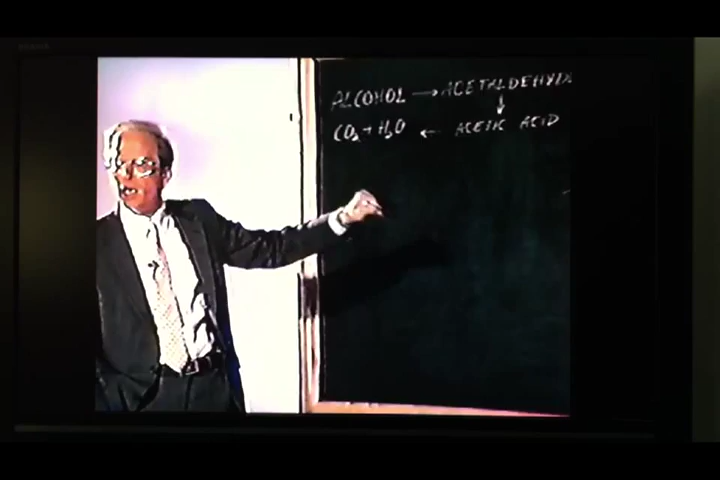 ALCOHOL → ACETALDEHYDE
↓
CO₂ + H₂O ← ACETIC ACID